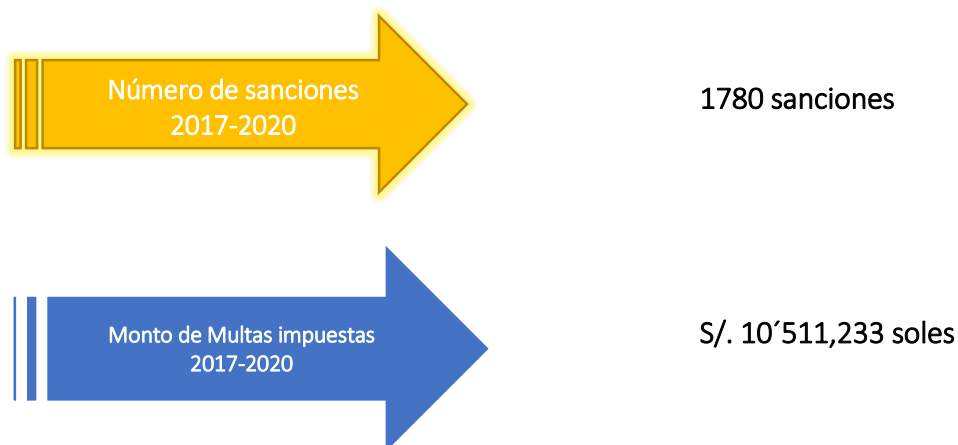 Número de sanciones
2017-2020
1780 sanciones
Monto de Multas impuestas
2017-2020
S/. 10´511,233 soles